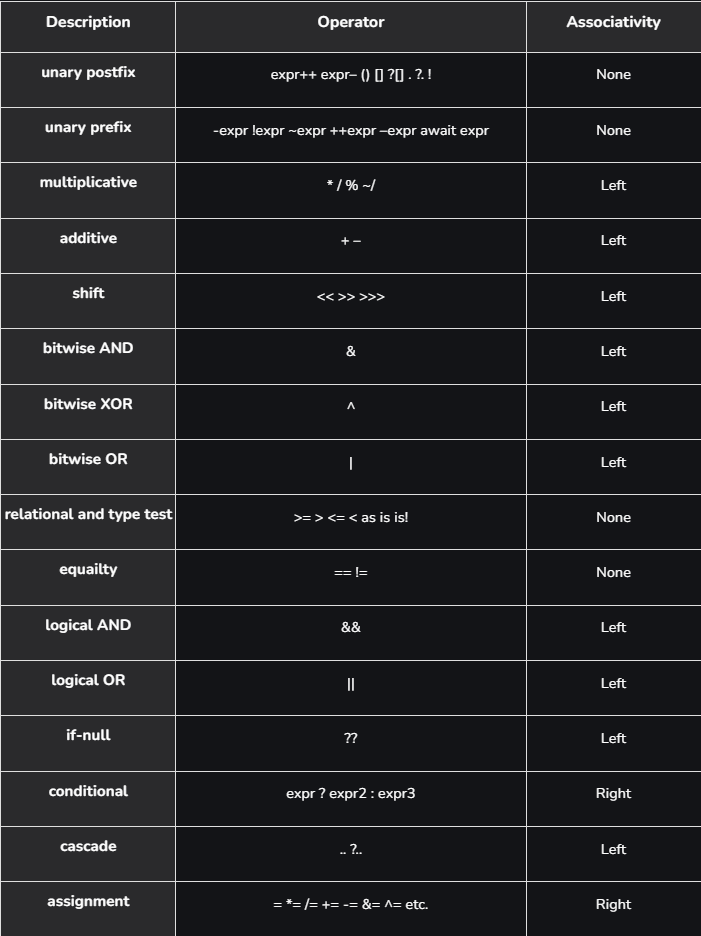 Description Operator Associativity
unary postfix expr++ expr– () [] ?[] . ?. ! None
unary prefix -expr !expr ~expr ++expr –expr await expr None
multiplicative * / % ~/ Left
additive + – Left
shift << >> >>> Left
bitwise AND & Left
bitwise XOR ^ Left
bitwise OR | Left
relational and type test >= > <= < as is is! None
equailty == != None
logical AND && Left
logical OR || Left
if-null ?? Left
conditional expr ? expr2 : expr3 Right
cascade .. ?.. Left
assignment = *= /= += -= &= ^= etc. Right